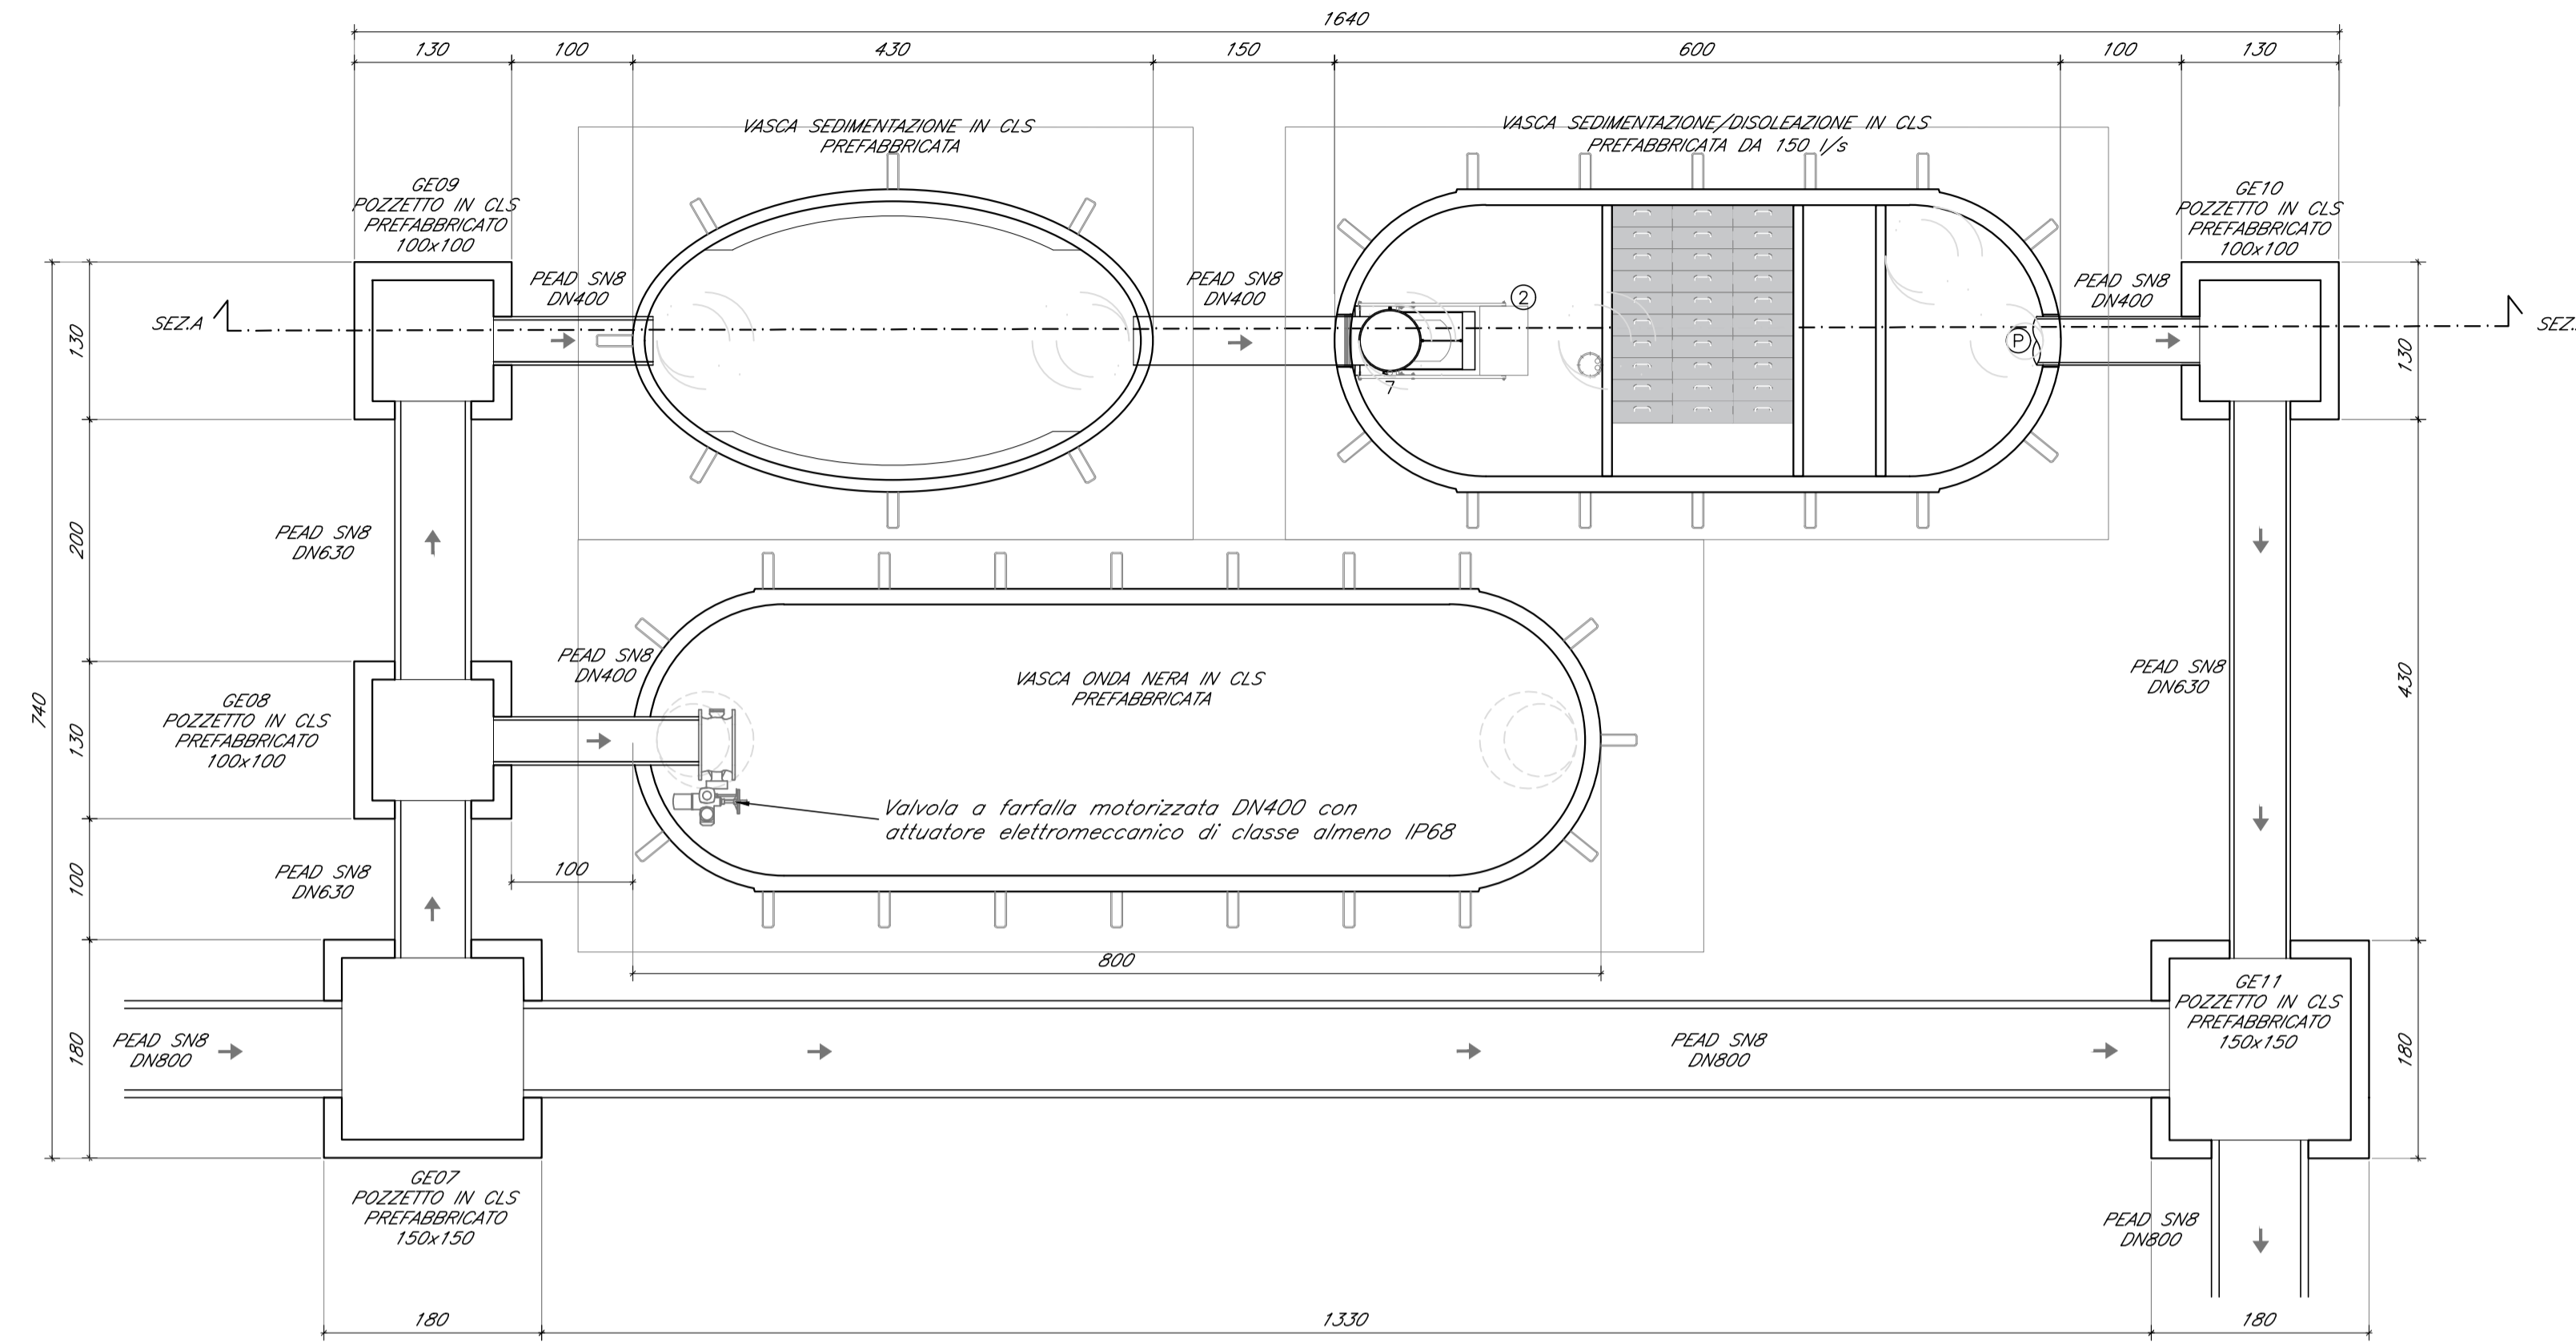 1640
130
100
430
150
600
100
130
VASCA SEDIMENTAZIONE IN CLS
PREFABBRICATA
VASCA SEDIMENTAZIONE/DISOLEAZIONE IN CLS
PREFABBRICATA DA 150 l/s
GE09
POZZETTO IN CLS
PREFABBRICATO
100x100
GE10
POZZETTO IN CLS
PREFABBRICATO
100x100
PEAD SN8
DN400
PEAD SN8
DN400
PEAD SN8
DN400
SEZ.A
2
7
P
SEZ.
130
130
200
PEAD SN8
DN630
740
GE08
POZZETTO IN CLS
PREFABBRICATO
100x100
130
PEAD SN8
DN400
VASCA ONDA NERA IN CLS
PREFABBRICATA
PEAD SN8
DN630
430
Valvola a farfalla motorizzata DN400 con
attuatore elettromeccanico di classe almeno IP68
100
PEAD SN8
DN630
100
800
180
PEAD SN8
DN800
PEAD SN8
DN800
GE11
POZZETTO IN CLS
PREFABBRICATO
150x150
180
GE07
POZZETTO IN CLS
PREFABBRICATO
150x150
PEAD SN8
DN800
180
1330
180